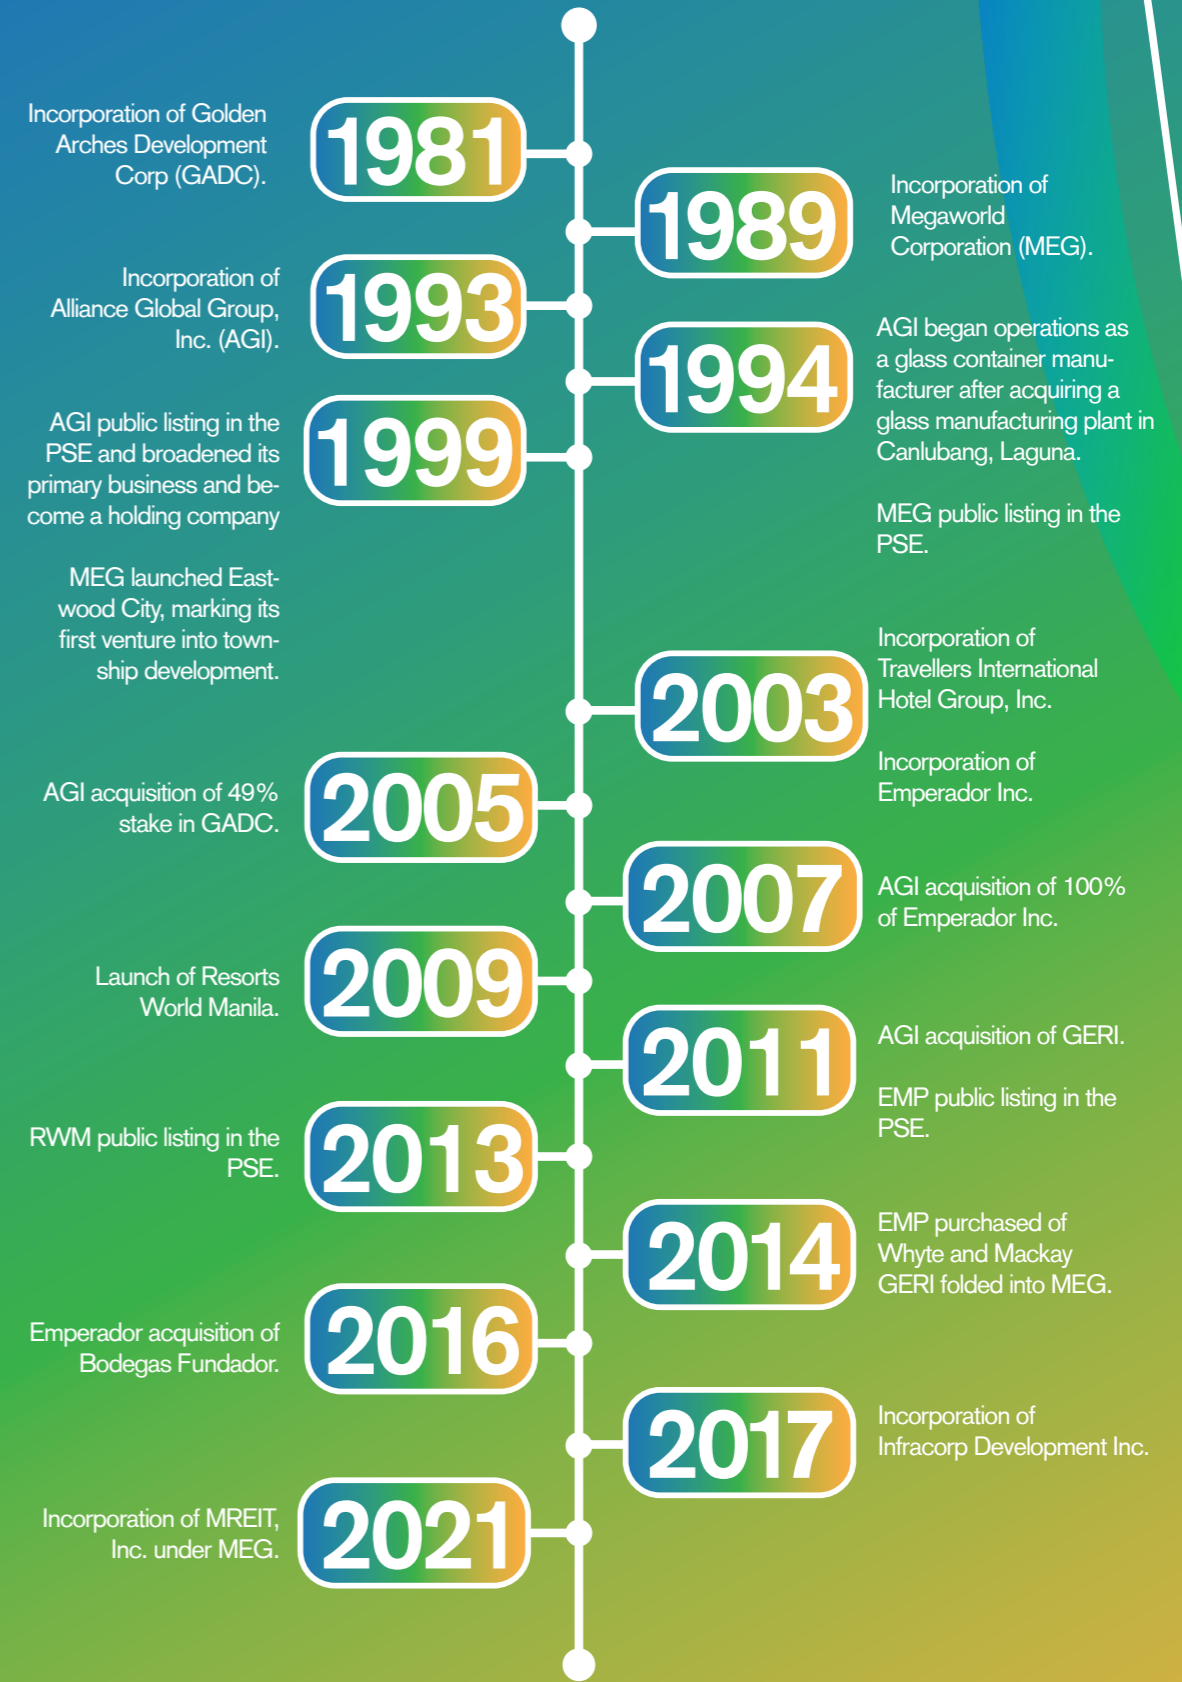 Incorporation of Golden
Arches Development
Corp (GADC).
1981
1989
Incorporation of
Megaworld
Corporation (MEG).
Incorporation of
Alliance Global Group,
Inc. (AGI).
1993
1994
AGI began operations as
a glass container manu-
facturer after acquiring a
glass manufacturing plant in
Canlubang, Laguna.
MEG public listing in the
PSE.
AGI public listing in the
PSE and broadened its
primary business and be-
come a holding company
MEG launched East-
wood City, marking its
first venture into town-
ship development.
1999
2003
Incorporation of
Travellers International
Hotel Group, Inc.
Incorporation of
Emperador Inc.
AGI acquisition of 49%
stake in GADC.
2005
2007
AGI acquisition of 100%
of Emperador Inc.
Launch of Resorts
World Manila.
2009
2011
AGI acquisition of GERI.
EMP public listing in the
PSE.
RWM public listing in the
PSE.
2013
2014
EMP purchased of
Whyte and Mackay
GERI folded into MEG.
Emperador acquisition of
Bodegas Fundador.
2016
2017
Incorporation of
Infracorp Development Inc.
Incorporation of MREIT,
Inc. under MEG.
2021